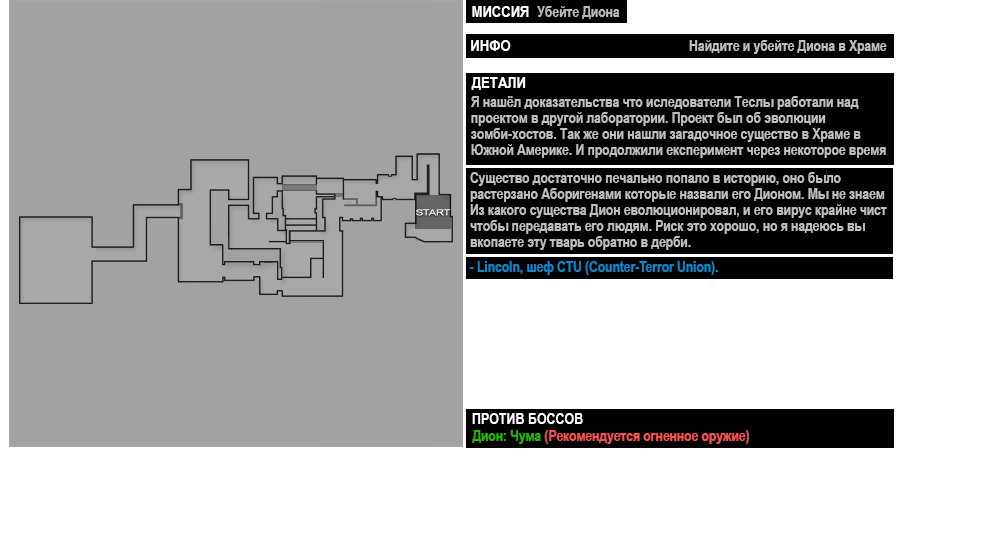 START
МИССИЯ Убейте Диона
ИНФО Найдите и убейте Диона в Храме
ДЕТАЛИ
Я нашёл доказательства что иследователи Теслы работали над
проектом в другой лаборатории. Проект был об эволюции
зомби-хостов. Так же они нашли загадочное существо в Храме в
Южной Америке. И продолжили експеримент через некоторое время
Существо достаточно печально попало в историю, оно было
растерзано Аборигенами которые назвали его Дионом. Мы не знаем
Из какого существа Дион еволюционировал, и его вирус крайне чист
чтобы передавать его людям. Риск это хорошо, но я надеюсь вы
вкопаете эту тварь обратно в дерби.
- Lincoln, шеф CTU (Counter-Terror Union).
ПРОТИВ БОССОВ
Дион: Чума (Рекомендуется огненное оружие)